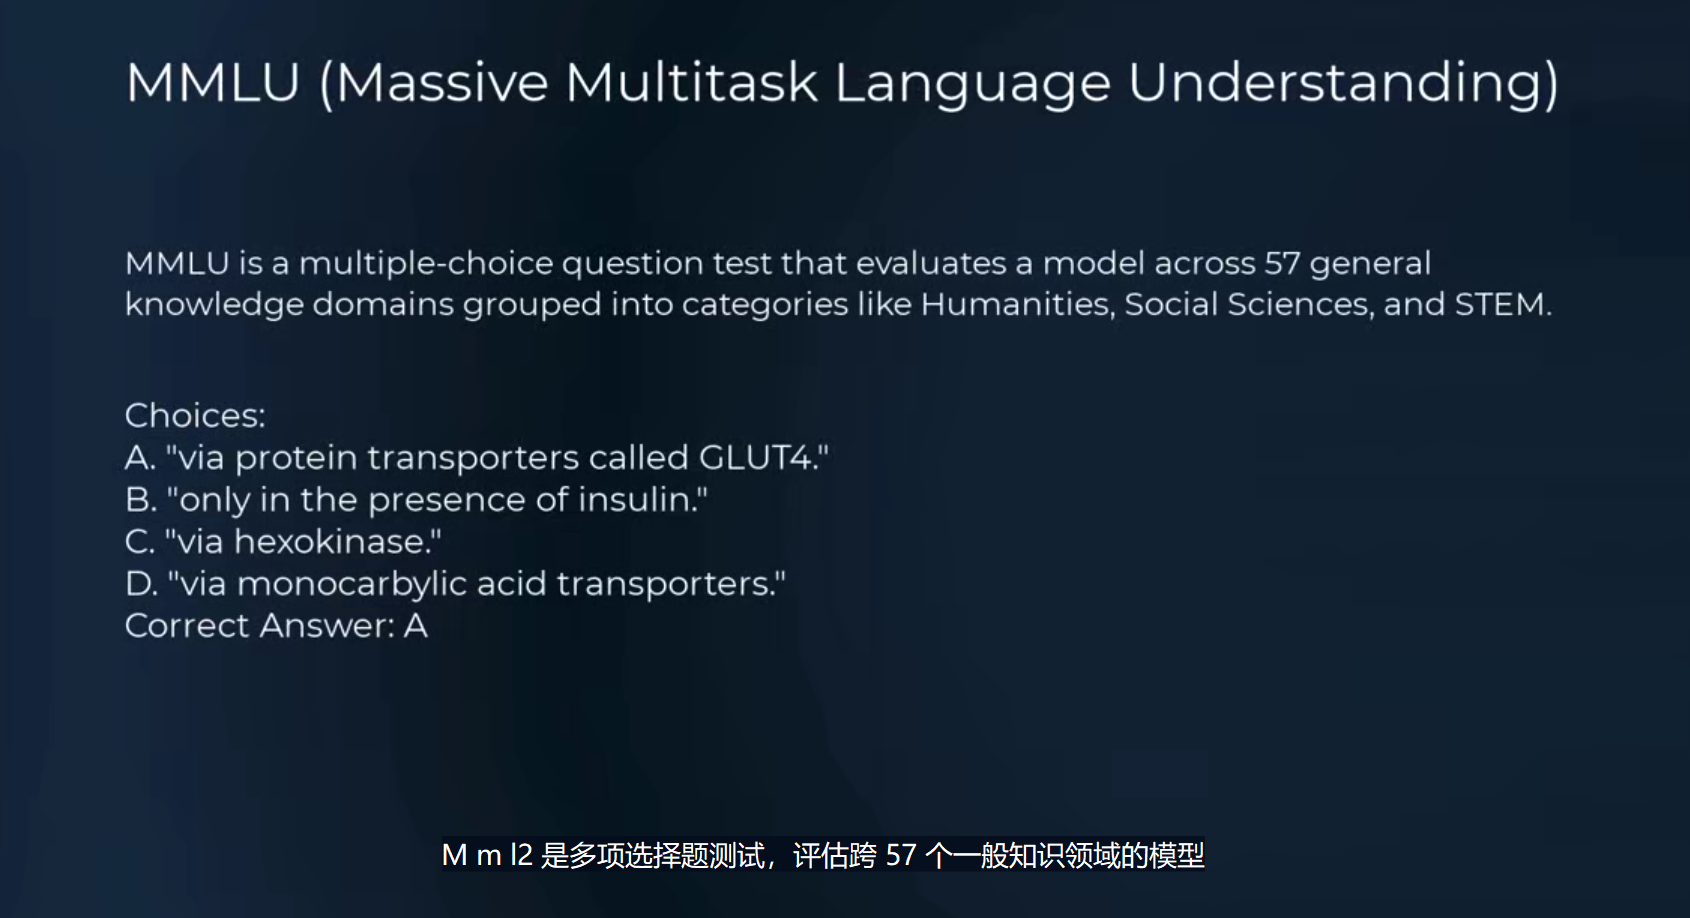 MMLU (Massive Multitask Language Understanding)
MMLU is a multiple-choice question test that evaluates a model across 57 general
knowledge domains grouped into categories like Humanities, Social Sciences, and STEM.
Choices:
A. "via protein transporters called GLUT4."
B. "only in the presence of insulin."
C. "via hexokinase."
D. "via monocarbylic acid transporters."
Correct Answer: A
M m l2 是多项选择题测试，评估跨 57 个一般知识领域的模型